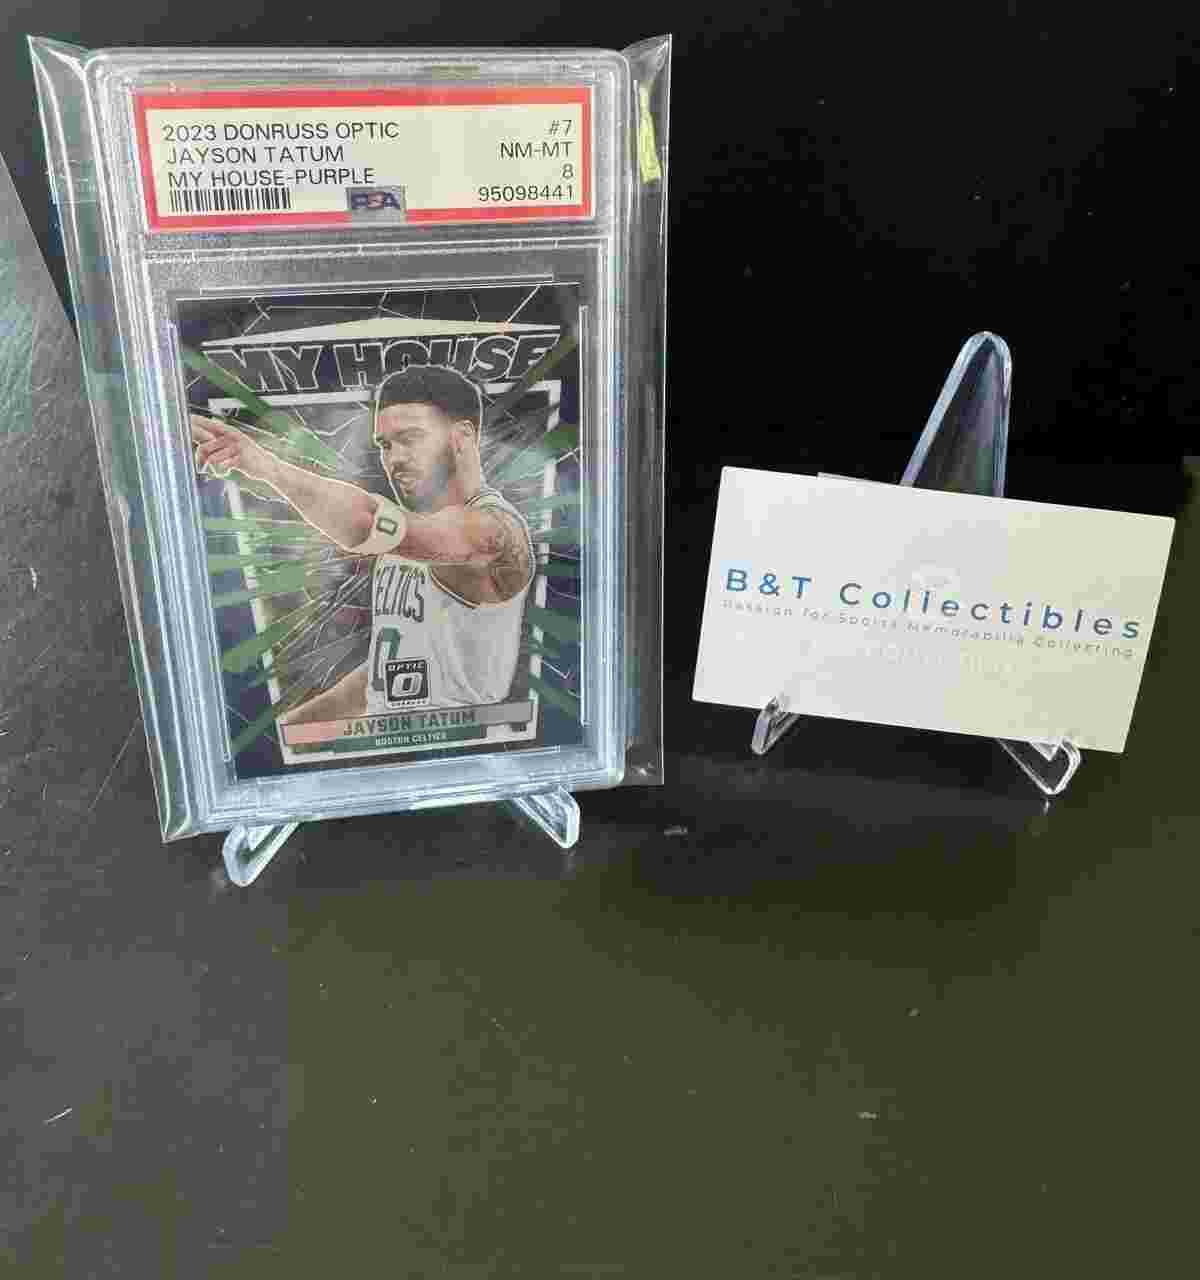 2023 DONRUSS OPTIC #7
JAYSON TATUM NM-MT
MY HOUSE-PURPLE 8
PSA 95098441
MY HOUSE
0
CELTICS
0
OPTIC
JAYSON TATUM
BOSTON CELTICS
B&T Collectibles
Passion for Sports Memorabilia Collecting